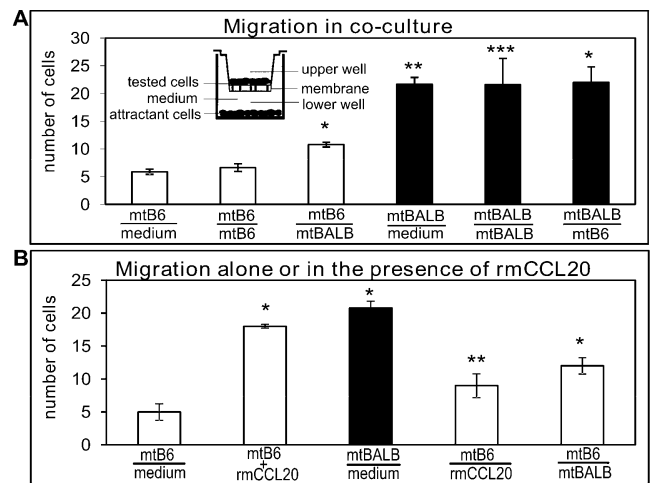 A
Migration in co-culture
number of cells
30
25
20
15
10
5
0
tested cells
medium
attractant cells
upper well
membrane
lower well
*
**
***
*
mtB6 mtB6 mtB6 mtBALB mtBALB mtBALB
medium mtB6 mtBALB medium mtBALB mtB6
B
Migration alone or in the presence of rmCCL20
number of cells
25
20
15
10
5
0
*
*
**
*
mtB6 mtB6 mtBALB mtB6 mtB6
medium + rmCCL20 medium rmCCL20 mtBALB